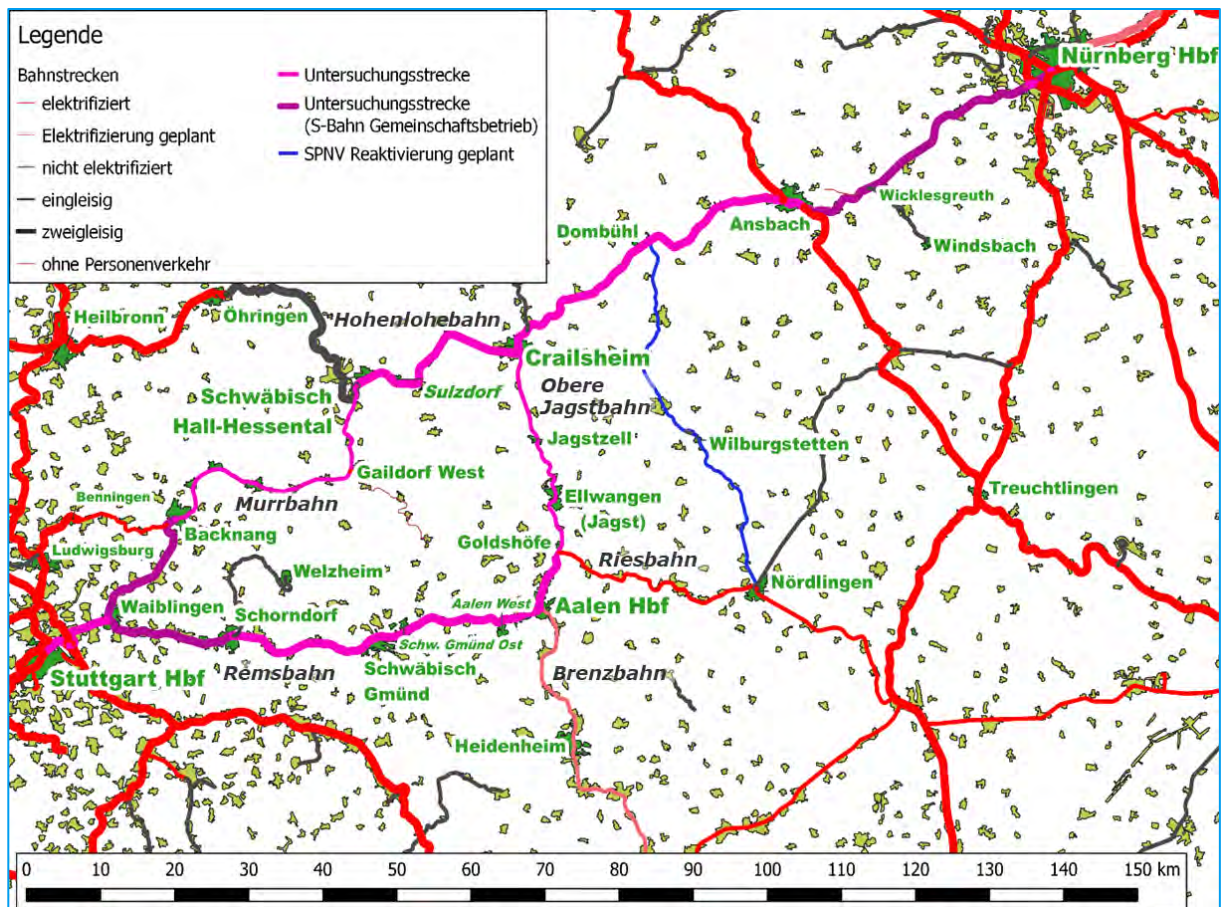 Legende
Bahnstrecken
elektrifiziert
Elektrifizierung geplant
nicht elektrifiziert
eingleisig
zweigleisig
ohne Personenverkehr
Untersuchungsstrecke
Untersuchungsstrecke
(S-Bahn Gemeinschaftsbetrieb)
SPNV Reaktivierung geplant
Nürnberg Hbf
Wicklesgreuth
Ansbach
Windsbach
Dombühl
Heilbronn
Öhringen
Hohenlohebahn
Crailsheim
Schwäbisch
Hall-Hessental
Sulzdorf
Obere
Jagstbahn
Jagstzell
Wilburgstetten
Gaildorf West
Treuchtlingen
Benningen
Murrbahn
Ellwangen
(Jagst)
Backnang
Goldshöfe
Ludwigsburg
Riesbahn
Welzheim
Nördlingen
Waiblingen
Schorndorf
Aalen West
Aalen Hbf
Schw. Gmünd Ost
Stuttgart Hbf
Remsbahn
Schwäbisch
Gmünd
Brenzbahn
Heidenheim
0 10 20 30 40 50 60 70 80 90 100 110 120 130 140 150 km